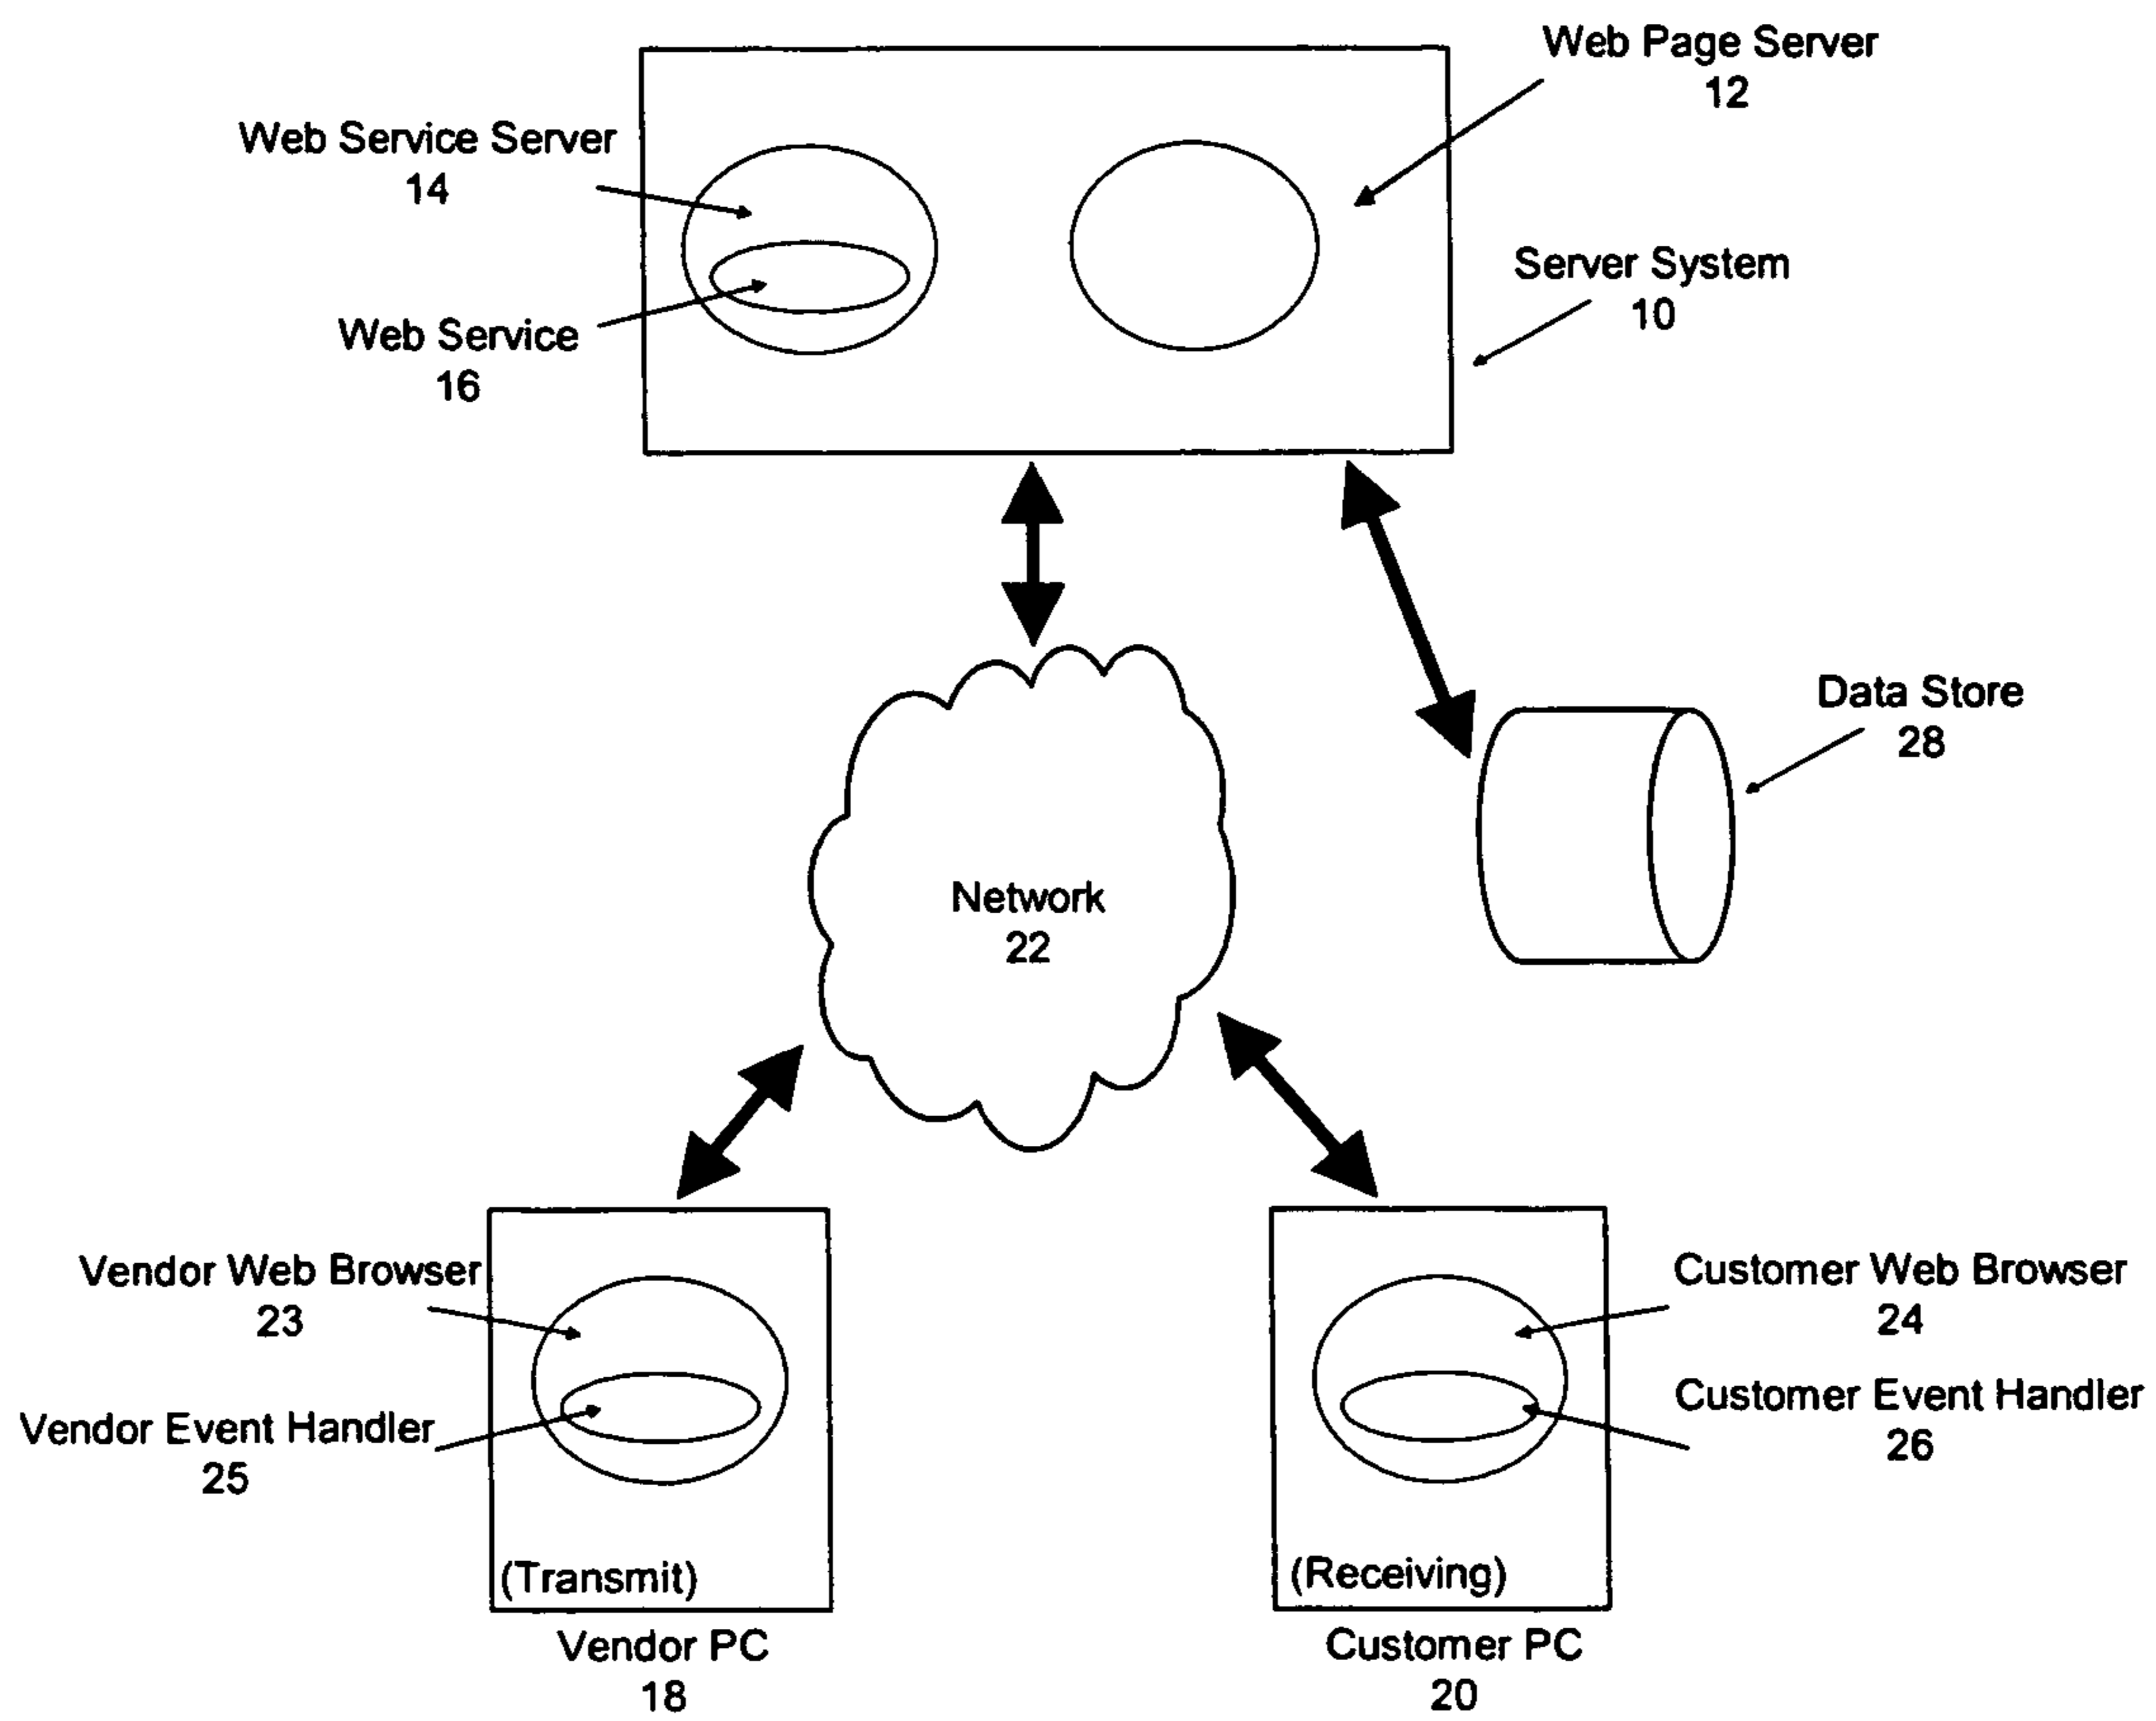 Web Page Server
12
Web Service Server
14
Server System
10
Web Service
16
Data Store
28
Network
22
Vendor Web Browser
23
Customer Web Browser
24
Vendor Event Handler
25
Customer Event Handler
26
(Transmit)
(Receiving)
Vendor PC
18
Customer PC
20